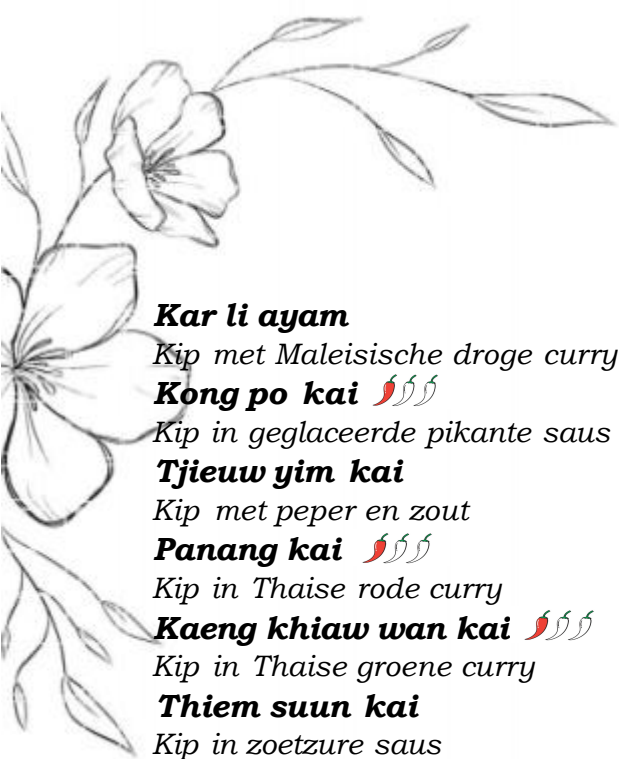 Kar li ayam
Kip met Maleisische droge curry
Kong po kai
Kip in geglaceerde pikante saus
Tjieuw yim kai
Kip met peper en zout
Panang kai
Kip in Thaise rode curry
Kaeng khiaw wan kai
Kip in Thaise groene curry
Thiem suun kai
Kip in zoetzure saus